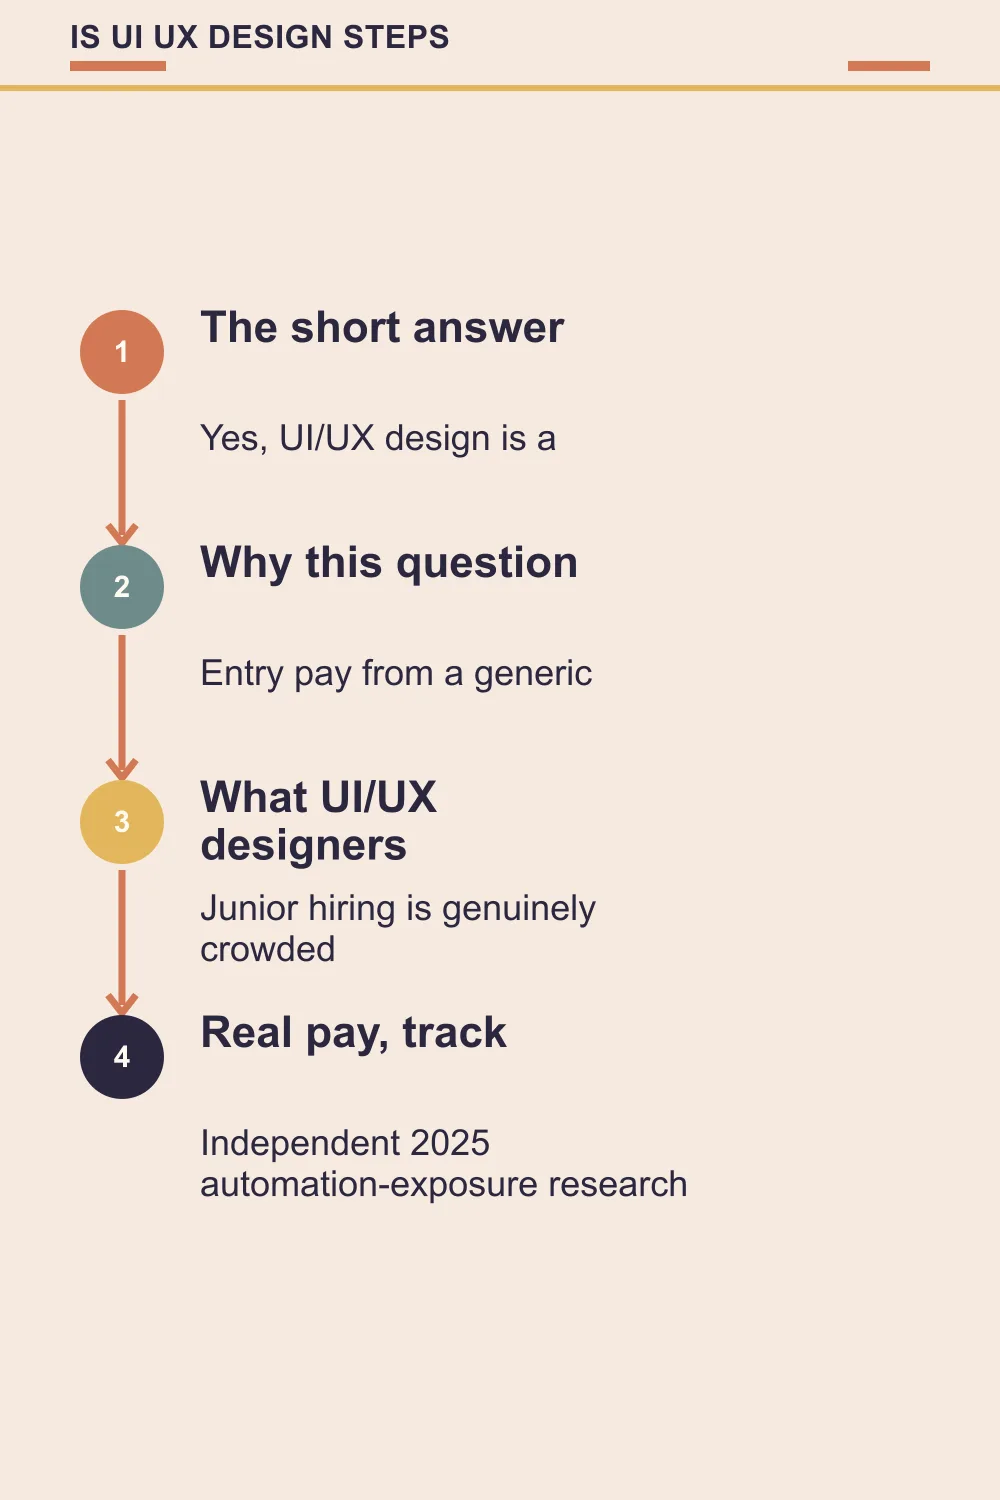 IS UI UX DESIGN STEPS
1
The short answer
Yes, UI/UX design is a
2
Why this question
Entry pay from a generic
3
What UI/UX
designers
Junior hiring is genuinely
crowded
4
Real pay, track
Independent 2025
automation-exposure research